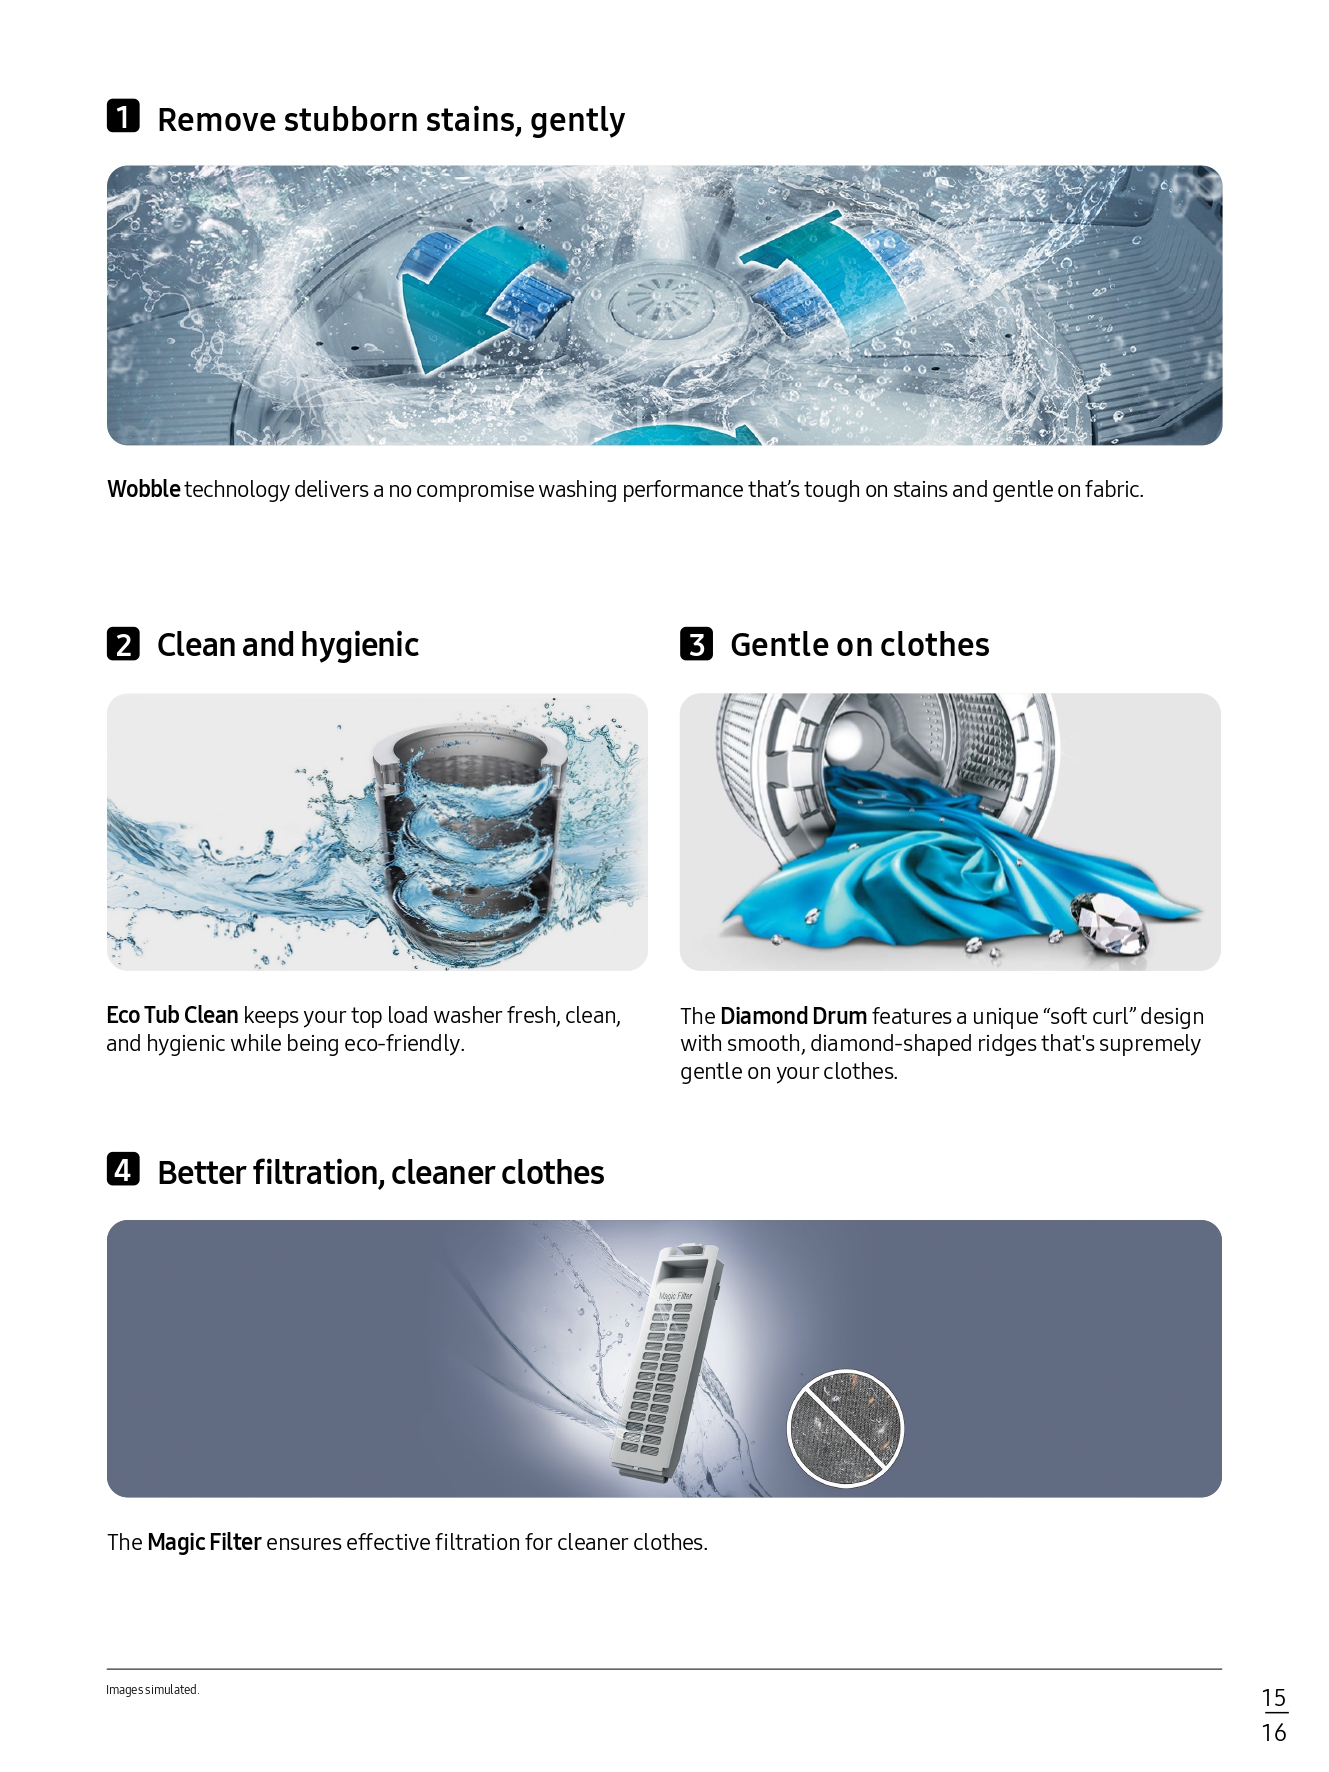 1 Remove stubborn stains, gently
Wobble technology delivers a no compromise washing performance that’s tough on stains and gentle on fabric.
2 Clean and hygienic
Eco Tub Clean keeps your top load washer fresh, clean,
and hygienic while being eco-friendly.
3 Gentle on clothes
The Diamond Drum features a unique “soft curl” design
with smooth, diamond-shaped ridges that's supremely
gentle on your clothes.
4 Better filtration, cleaner clothes
Magic Filter
The Magic Filter ensures effective filtration for cleaner clothes.
Images simulated.
15
16